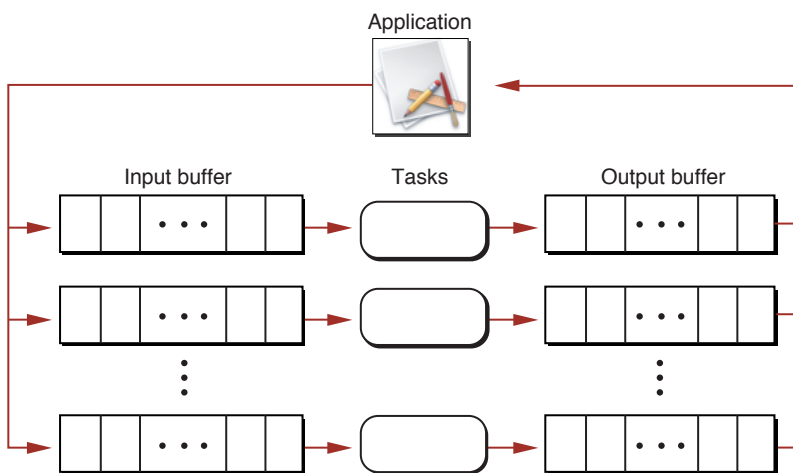 Application
Input buffer
Tasks
Output buffer